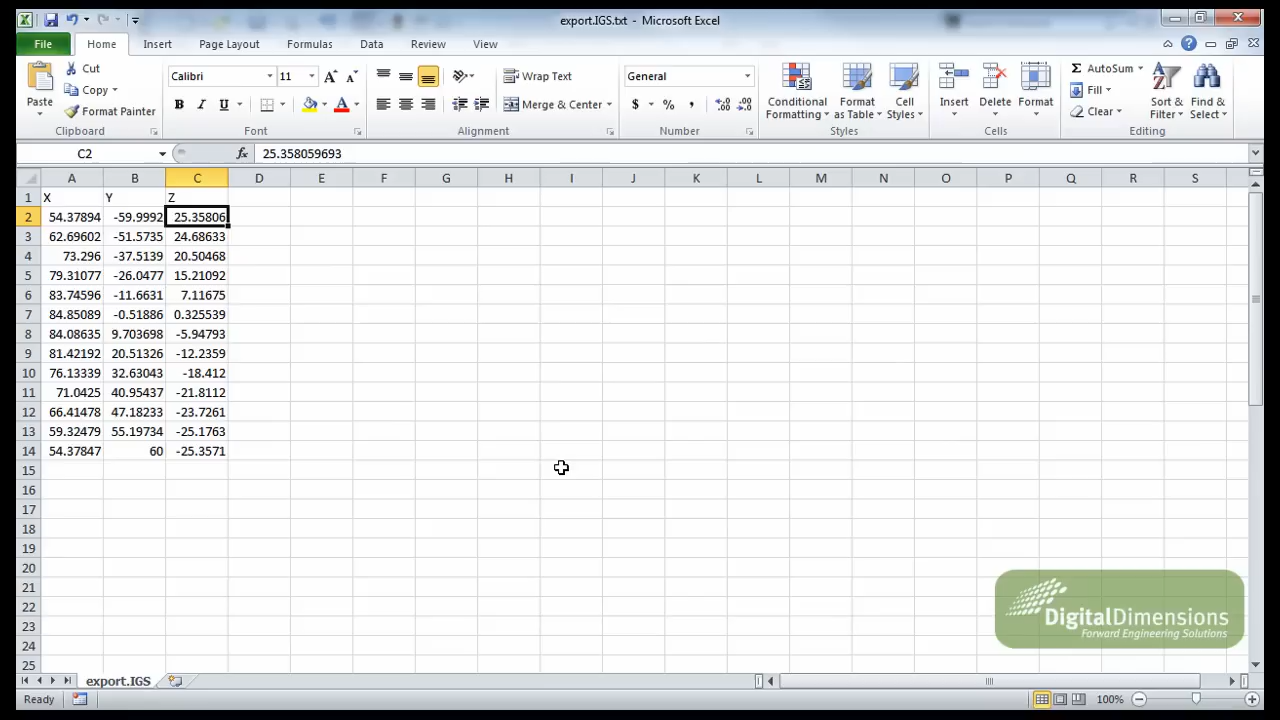 export.IGS.txt - Microsoft Excel
File Home Insert Page Layout Formulas Data Review View
Paste
Cut
Copy
Format Painter
Clipboard
Calibri 11
B I U
Font
Wrap Text
Merge & Center
Alignment
General
$ % ,
Number
Conditional Formatting
Format as Table
Cell Styles
Styles
Insert
Delete
Format
Cells
AutoSum
Fill
Clear
Sort & Filter
Find & Select
Editing
C2 fx 25.358059693
A B C D E F G H I J K L M N O P Q R S
1 X Y Z
2 54.37894 -59.9992 25.35806
3 62.69602 -51.5735 24.68633
4 73.296 -37.5139 20.50468
5 79.31077 -26.0477 15.21092
6 83.74596 -11.6631 7.11675
7 84.85089 -0.51886 0.325539
8 84.08635 9.703698 -5.94793
9 81.42192 20.51326 -12.2359
10 76.13339 32.63043 -18.412
11 71.0425 40.95437 -21.8112
12 66.41478 47.18233 -23.7261
13 59.32479 55.19734 -25.1763
14 54.37847 60 -25.3571
15
16
17
18
19
20
21
22
23
24
25
DigitalDimensions
Forward Engineering Solutions
export.IGS
Ready
100%